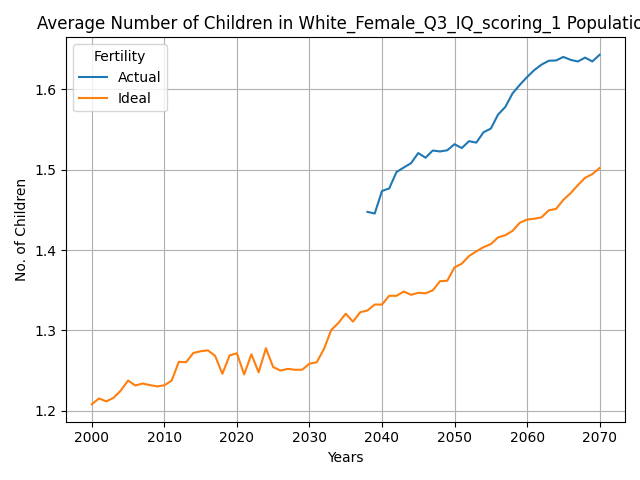 Average Number of Children in White_Female_Q3_IQ_scoring_1 Populatio
Fertility
Actual
Ideal
No. of Children
1.6
1.5
1.4
1.3
1.2
2000 2010 2020 2030 2040 2050 2060 2070
Years